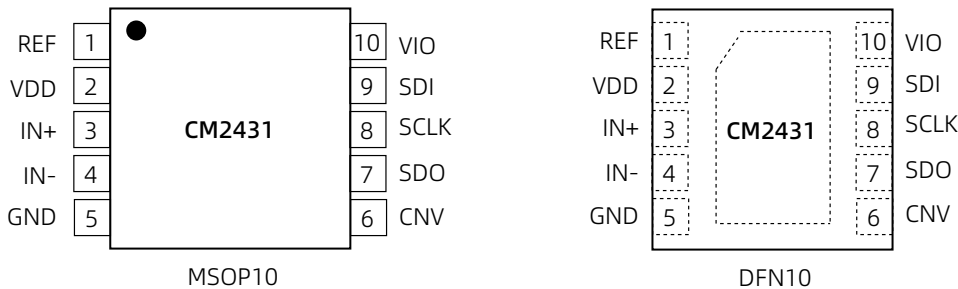 REF 1 10 VIO
VDD 2 9 SDI
IN+ 3 CM2431 8 SCLK
IN- 4 7 SDO
GND 5 6 CNV
MSOP10
REF 1 10 VIO
VDD 2 9 SDI
IN+ 3 CM2431 8 SCLK
IN- 4 7 SDO
GND 5 6 CNV
DFN10